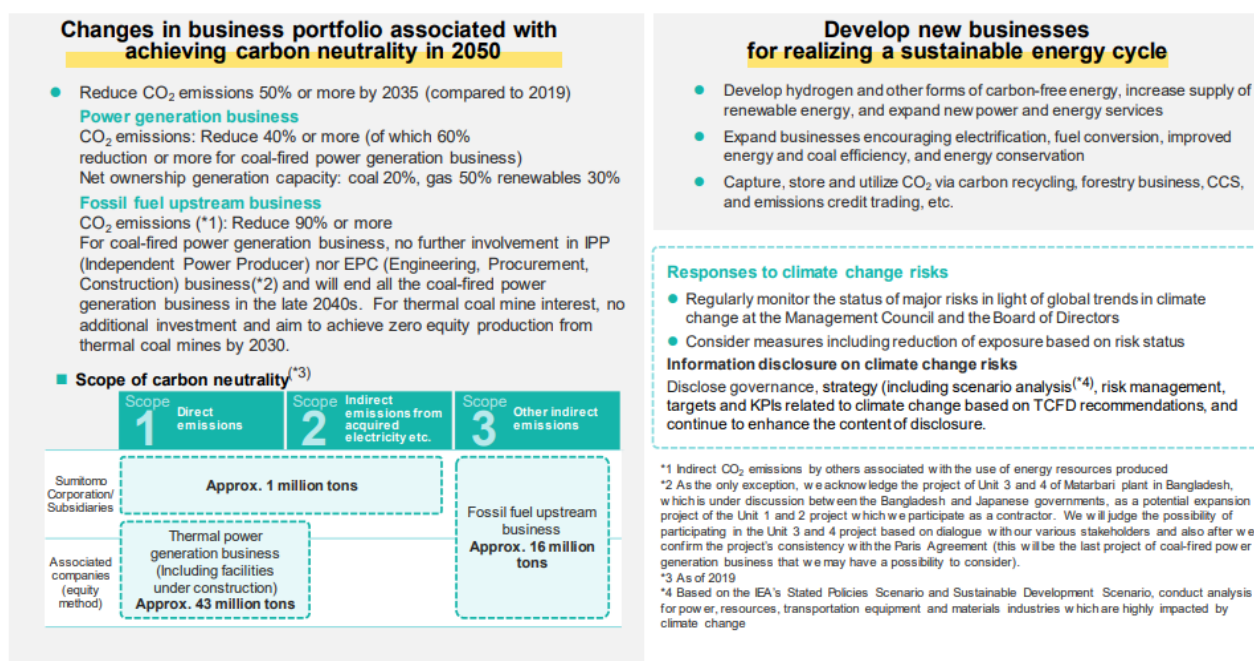 Changes in business portfolio associated with
achieving carbon neutrality in 2050
● Reduce CO2 emissions 50% or more by 2035 (compared to 2019)
Power generation business
CO2 emissions: Reduce 40% or more (of which 60%
reduction or more for coal-fired power generation business)
Net ownership generation capacity: coal 20%, gas 50% renewables 30%
Fossil fuel upstream business
CO2 emissions (*1): Reduce 90% or more
For coal-fired power generation business, no further involvement in IPP
(Independent Power Producer) nor EPC (Engineering, Procurement,
Construction) business(*2) and will end all the coal-fired power
generation business in the late 2040s. For thermal coal mine interest, no
additional investment and aim to achieve zero equity production from
thermal coal mines by 2030.
■ Scope of carbon neutrality(*3)
Scope
1
Direct
emissions
Scope
2
Indirect
emissions from
acquired
electricity etc.
Scope
3
Other indirect
emissions
Sumitomo
Corporation/
Subsidiaries
Approx. 1 million tons
Fossil fuel upstream
business
Approx. 16 million
tons
Associated
companies
(equity
method)
Thermal power
generation business
(Including facilities
under construction)
Approx. 43 million tons
Develop new businesses
for realizing a sustainable energy cycle
● Develop hydrogen and other forms of carbon-free energy, increase supply of
renewable energy, and expand new power and energy services
● Expand businesses encouraging electrification, fuel conversion, improved
energy and coal efficiency, and energy conservation
● Capture, store and utilize CO2 via carbon recycling, forestry business, CCS,
and emissions credit trading, etc.
Responses to climate change risks
● Regularly monitor the status of major risks in light of global trends in climate
change at the Management Council and the Board of Directors
● Consider measures including reduction of exposure based on risk status
Information disclosure on climate change risks
Disclose governance, strategy (including scenario analysis(*4), risk management,
targets and KPIs related to climate change based on TCFD recommendations, and
continue to enhance the content of disclosure.
*1 Indirect CO2 emissions by others associated with the use of energy resources produced
*2 As the only exception, we acknowledge the project of Unit 3 and 4 of Matarbari plant in Bangladesh,
which is under discussion between the Bangladesh and Japanese governments, as a potential expansion
project of the Unit 1 and 2 project which we participate as a contractor. We will judge the possibility of
participating in the Unit 3 and 4 project based on dialogue with our various stakeholders and also after we
confirm the project's consistency with the Paris Agreement (this will be the last project of coal-fired power
generation business that we may have a possibility to consider).
*3 As of 2019
*4 Based on the IEA's Stated Policies Scenario and Sustainable Development Scenario, conduct analysis
for power, resources, transportation equipment and materials industries which are highly impacted by
climate change